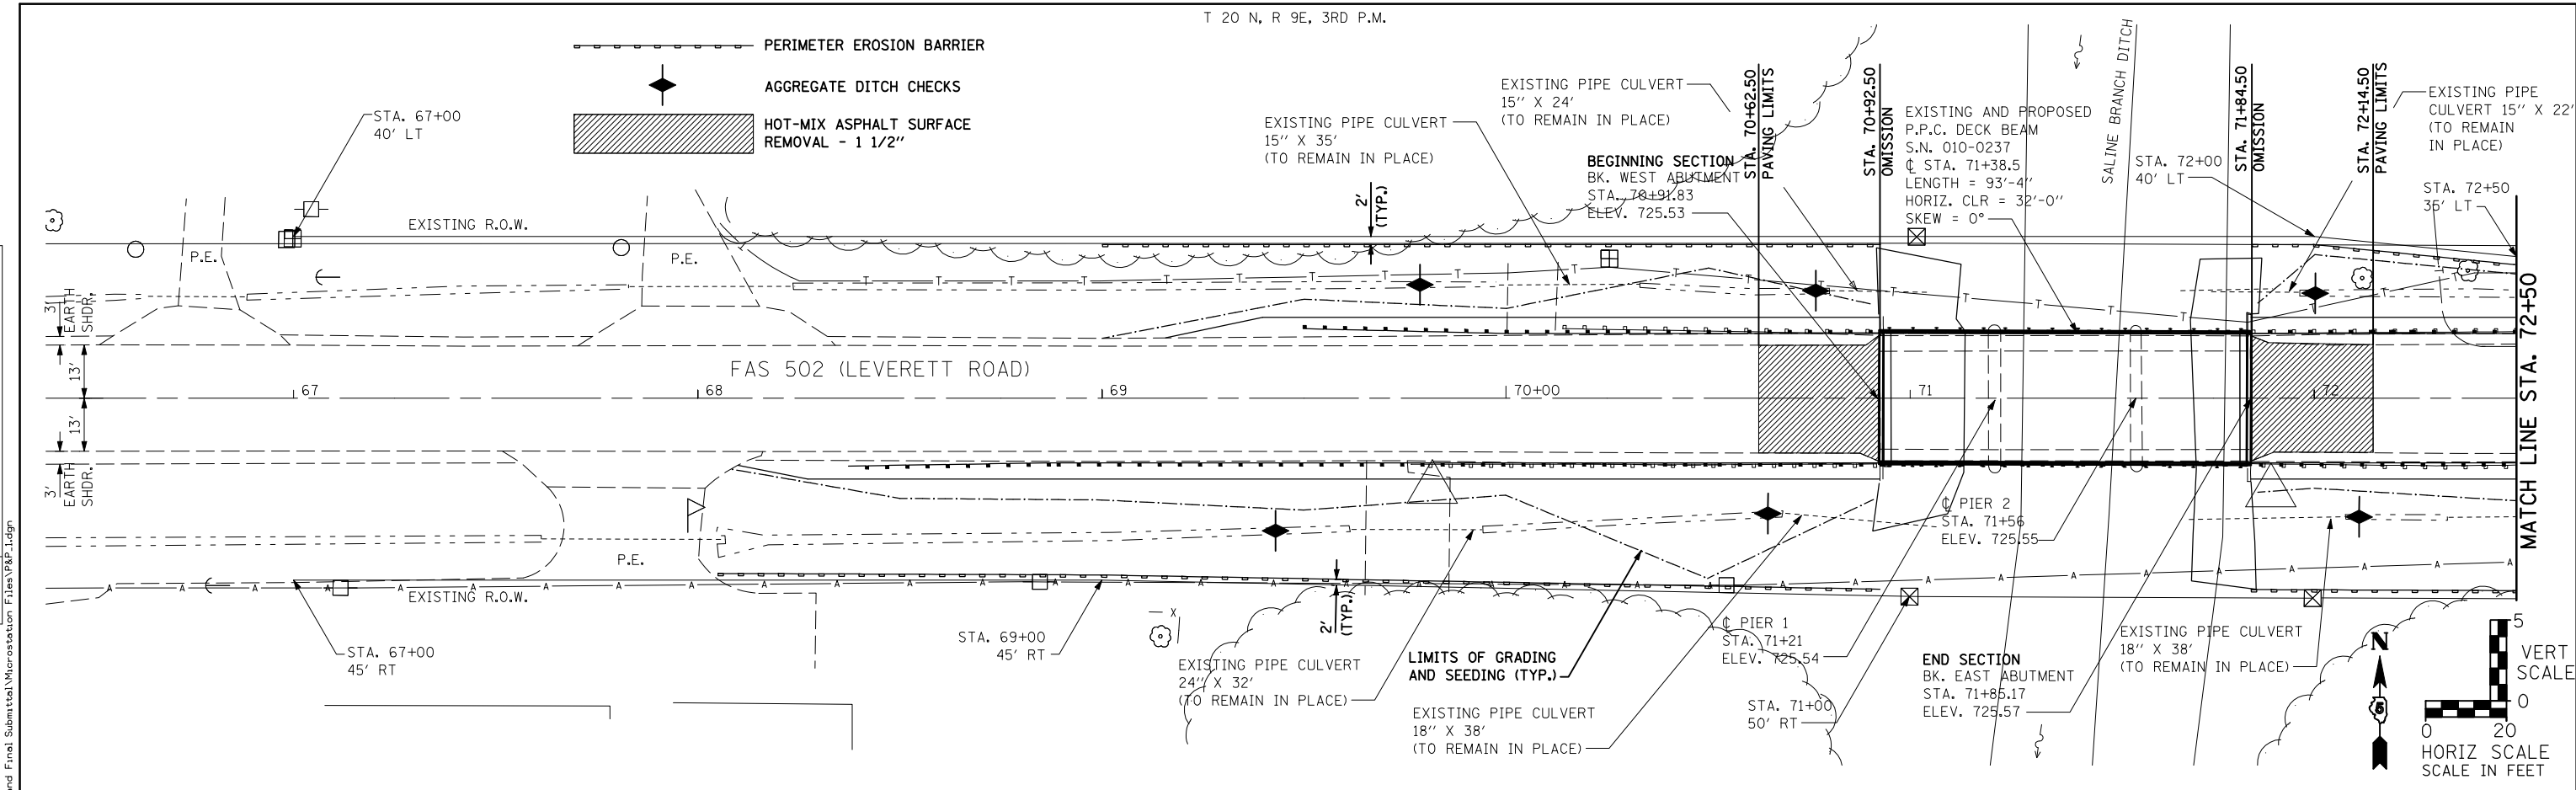 T 20 N, R 9E, 3RD P.M.
PERIMETER EROSION BARRIER
AGGREGATE DITCH CHECKS
HOT-MIX ASPHALT SURFACE
REMOVAL - 1 1/2"
STA. 67+00
40' LT
EXISTING R.O.W.
P.E.
P.E.
EXISTING PIPE CULVERT
15" X 35'
(TO REMAIN IN PLACE)
2'
(TYP.)
EXISTING PIPE CULVERT
15" X 24'
(TO REMAIN IN PLACE)
BEGINNING SECTION
BK. WEST ABUTMENT
STA. 70+91.83
ELEV. 725.53
STA. 70+62.50
PAVING LIMITS
STA. 70+92.50
OMISSION
EXISTING AND PROPOSED
P.P.C. DECK BEAM
S.N. 010-0237
℄ STA. 71+38.5
LENGTH = 93'-4"
HORIZ. CLR = 32'-0"
SKEW = 0°
SALINE BRANCH DITCH
STA. 72+00
40' LT
STA. 71+84.50
OMISSION
STA. 72+14.50
PAVING LIMITS
EXISTING PIPE
CULVERT 15" X 22'
(TO REMAIN
IN PLACE)
STA. 72+50
35' LT
T T T T T T T T T T T T T T T T T T T T
3'
EARTH
SHDR.
13'
13'
3'
EARTH
SHDR.
FAS 502 (LEVERETT ROAD)
67
68
69
70+00
71
72
MATCH LINE STA. 72+50
P.E.
EXISTING R.O.W.
A A A A A A A A A A A A A A A A A A A A
STA. 67+00
45' RT
STA. 69+00
45' RT
X
2'
(TYP.)
EXISTING PIPE CULVERT
24" X 32'
(TO REMAIN IN PLACE)
LIMITS OF GRADING
AND SEEDING (TYP.)
EXISTING PIPE CULVERT
18" X 38'
(TO REMAIN IN PLACE)
℄ PIER 1
STA. 71+21
ELEV. 725.54
STA. 71+00
50' RT
℄ PIER 2
STA. 71+56
ELEV. 725.55
END SECTION
BK. EAST ABUTMENT
STA. 71+85.17
ELEV. 725.57
EXISTING PIPE CULVERT
18" X 38'
(TO REMAIN IN PLACE)
N
5
5
0
VERT
SCALE
0 20
HORIZ SCALE
SCALE IN FEET
nd Final Submittal\Microstation Files\P&P_1.dgn